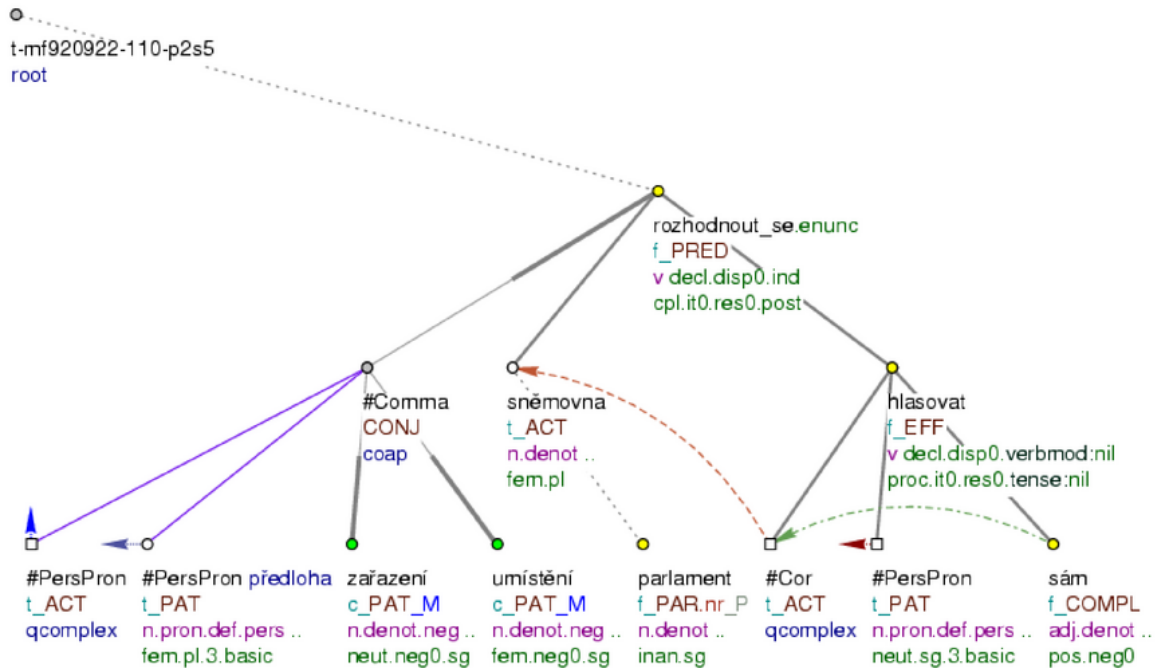 t-mf920922-110-p2s5
root
rozhodnout_se.enunc
f_PRED
v decl.disp0.ind
cpl.it0.res0.post
#Comma
CONJ
coap
sněmovna
t_ACT
n.denot ..
fem.pl
hlasovat
f_EFF
v decl.disp0.verbmod:nil
proc.it0.res0.tense:nil
#PersPron
t_ACT
qcomplex
#PersPron předloha
t_PAT
n.pron.def.pers ..
fem.pl.3.basic
zařazení
c_PAT_M
n.denot.neg ..
neut.neg0.sg
umístění
c_PAT_M
n.denot.neg ..
fem.neg0.sg
parlament
f_PAR.nr_P
n.denot ..
inan.sg
#Cor
t_ACT
qcomplex
#PersPron
t_PAT
n.pron.def.pers ..
neut.sg.3.basic
sám
f_COMPL
adj.denot ..
pos.neg0